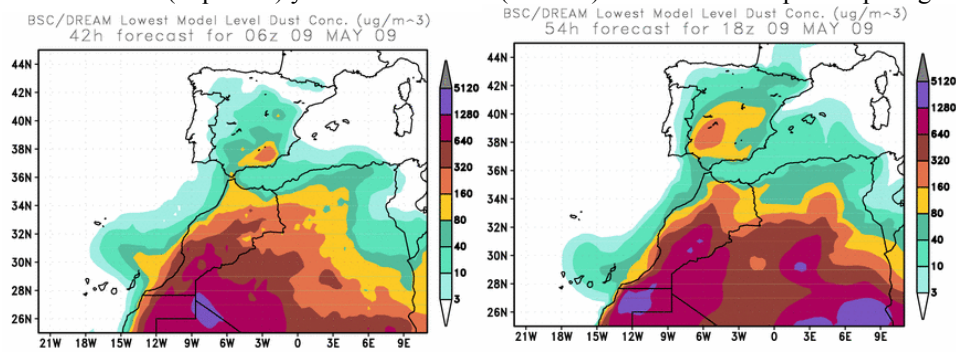 BSC/DREAM Lowest Model Level Dust Conc. (ug/m^3)
42h forecast for 06z 09 MAY 09
44N
42N
40N
38N
36N
34N
32N
30N
28N
26N
21W 18W 15W 12W 9W 6W 3W 0 3E 6E 9E
5120
1280
640
320
160
80
40
10
3
BSC/DREAM Lowest Model Level Dust Conc. (ug/m^3)
54h forecast for 18z 09 MAY 09
44N
42N
40N
38N
36N
34N
32N
30N
28N
26N
21W 18W 15W 12W 9W 6W 3W 0 3E 6E 9E
5120
1280
640
320
160
80
40
10
3